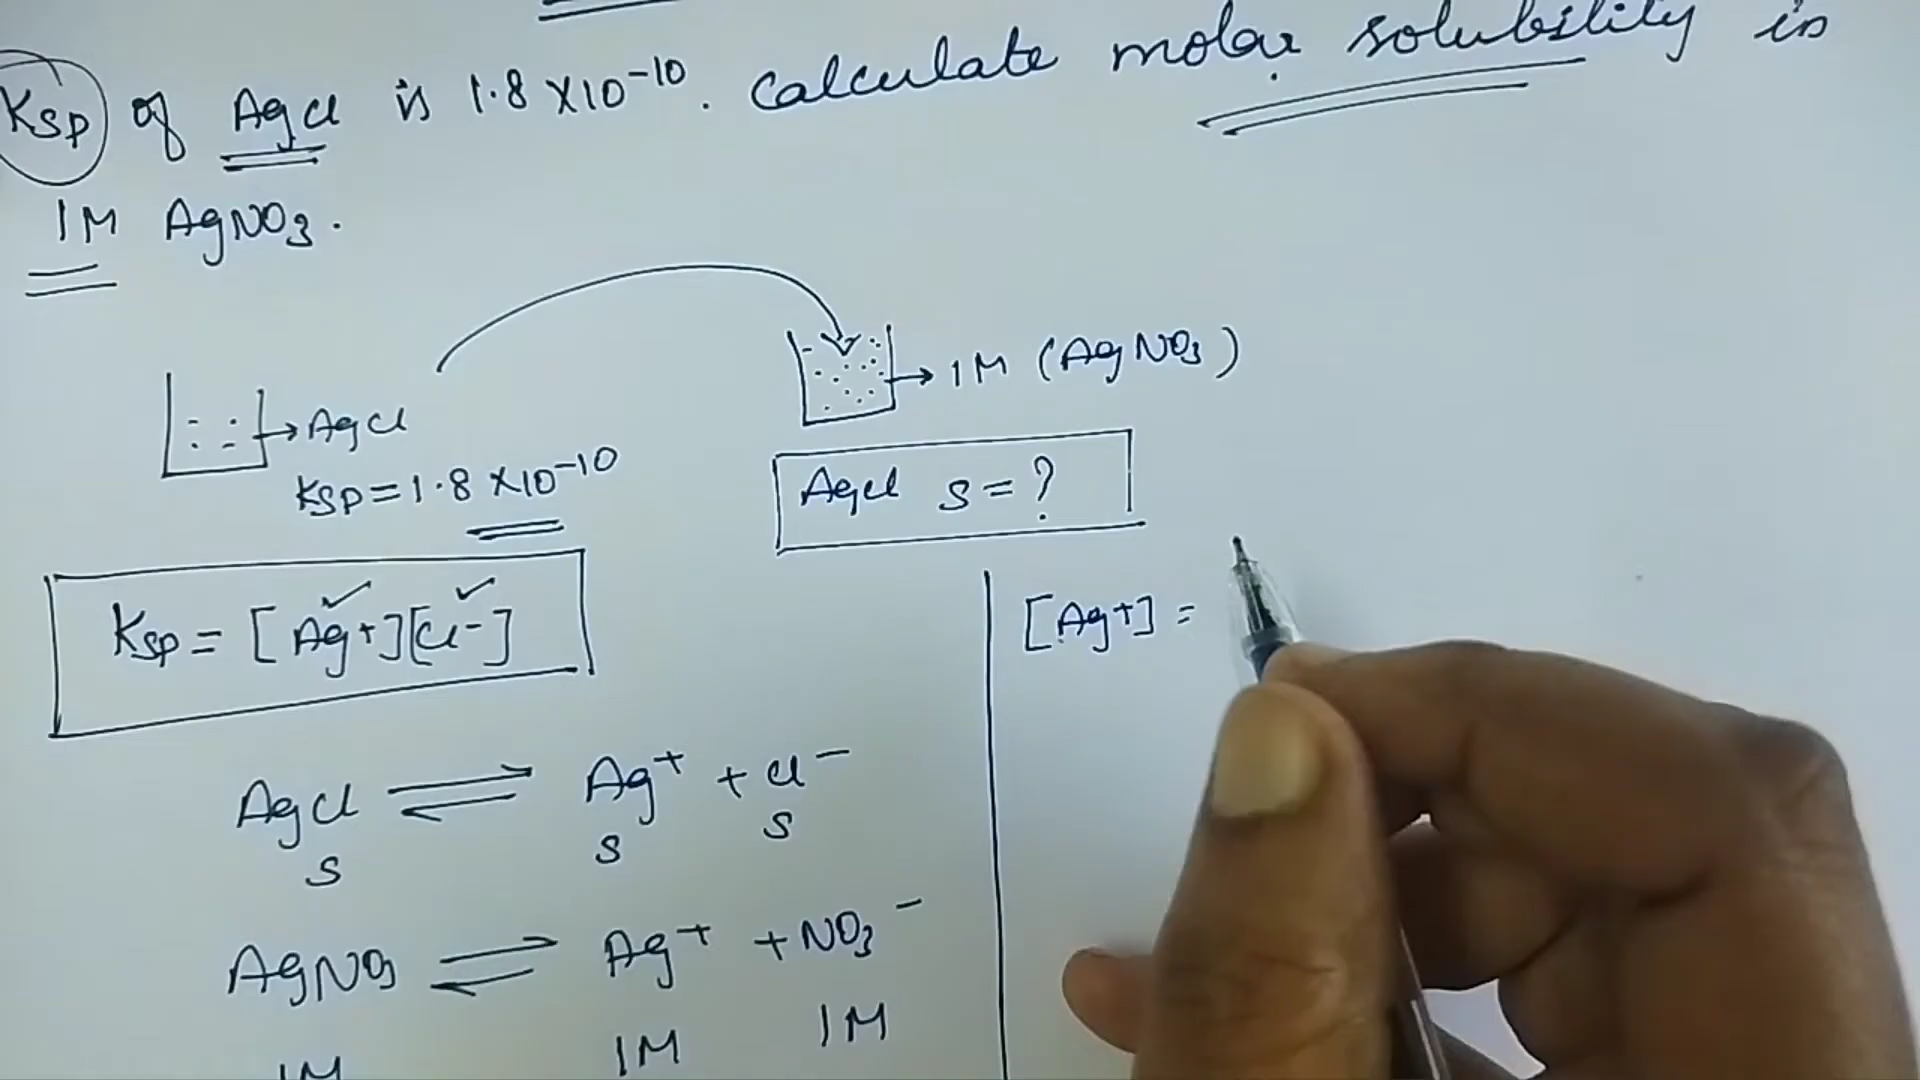 Ksp of AgCl is 1.8 X10⁻¹⁰. Calculate molar solubility in
1M AgNO3.
→ 1M (AgNO3)
→ AgCl
Ksp = 1.8 X10⁻¹⁰
AgCl S = ?
Ksp = [Ag+][Cl-]
[Ag+] =
AgCl ⇌ Ag⁺ + Cl⁻
S S S
AgNO3 ⇌ Ag⁺ + NO3⁻
1M 1M 1M